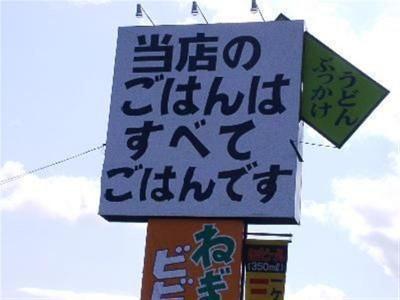 当店の
ごはんは
すべて
ごはんです
うどん
ぶっかけ
ねぎ
ビビ
(350ml)